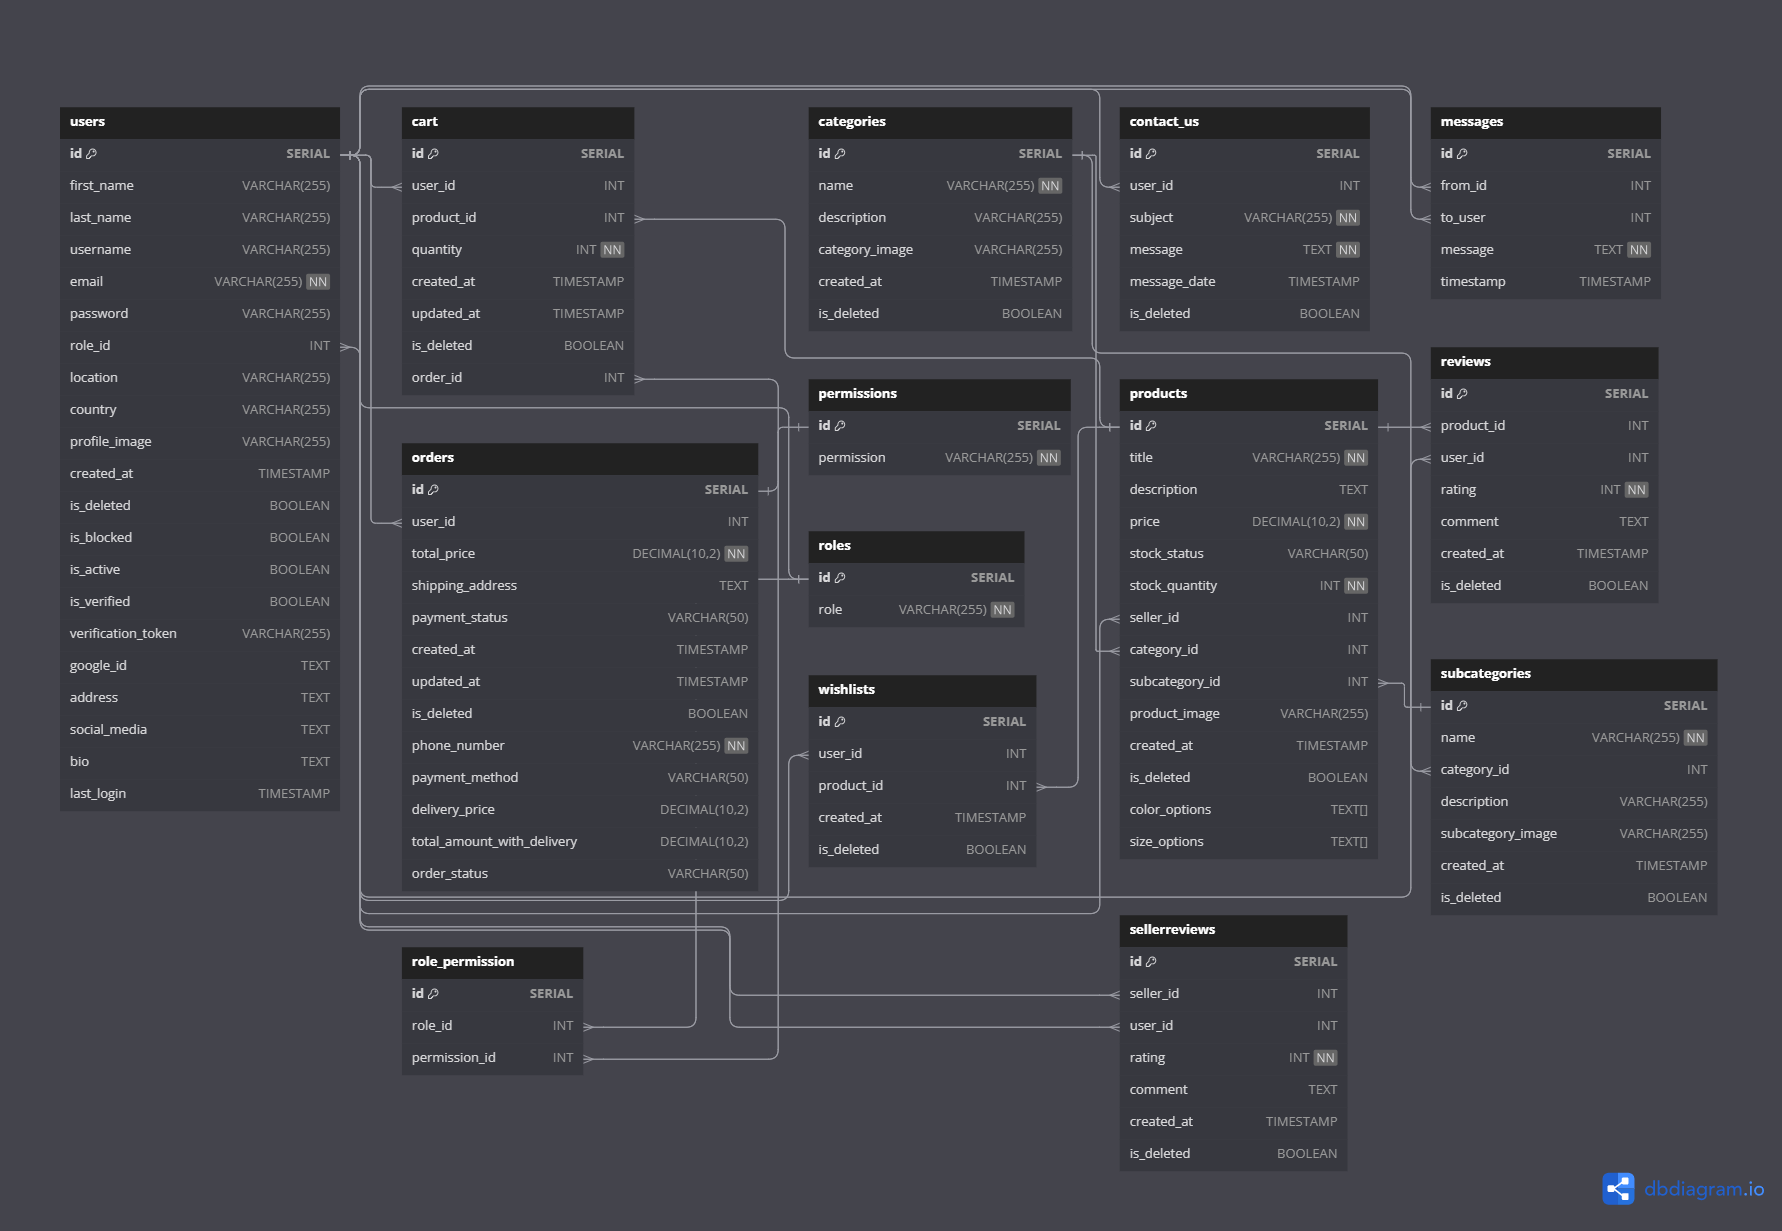 users
id SERIAL
first_name VARCHAR(255)
last_name VARCHAR(255)
username VARCHAR(255)
email VARCHAR(255) NN
password VARCHAR(255)
role_id INT
location VARCHAR(255)
country VARCHAR(255)
profile_image VARCHAR(255)
created_at TIMESTAMP
is_deleted BOOLEAN
is_blocked BOOLEAN
is_active BOOLEAN
is_verified BOOLEAN
verification_token VARCHAR(255)
google_id TEXT
address TEXT
social_media TEXT
bio TEXT
last_login TIMESTAMP
cart
id SERIAL
user_id INT
product_id INT
quantity INT NN
created_at TIMESTAMP
updated_at TIMESTAMP
is_deleted BOOLEAN
order_id INT
orders
id SERIAL
user_id INT
total_price DECIMAL(10,2) NN
shipping_address TEXT
payment_status VARCHAR(50)
created_at TIMESTAMP
updated_at TIMESTAMP
is_deleted BOOLEAN
phone_number VARCHAR(255) NN
payment_method VARCHAR(50)
delivery_price DECIMAL(10,2)
total_amount_with_delivery DECIMAL(10,2)
order_status VARCHAR(50)
role_permission
id SERIAL
role_id INT
permission_id INT
categories
id SERIAL
name VARCHAR(255) NN
description VARCHAR(255)
category_image VARCHAR(255)
created_at TIMESTAMP
is_deleted BOOLEAN
permissions
id SERIAL
permission VARCHAR(255) NN
roles
id SERIAL
role VARCHAR(255) NN
wishlists
id SERIAL
user_id INT
product_id INT
created_at TIMESTAMP
is_deleted BOOLEAN
contact_us
id SERIAL
user_id INT
subject VARCHAR(255) NN
message TEXT NN
message_date TIMESTAMP
is_deleted BOOLEAN
products
id SERIAL
title VARCHAR(255) NN
description TEXT
price DECIMAL(10,2) NN
stock_status VARCHAR(50)
stock_quantity INT NN
seller_id INT
category_id INT
subcategory_id INT
product_image VARCHAR(255)
created_at TIMESTAMP
is_deleted BOOLEAN
color_options TEXT[]
size_options TEXT[]
sellerreviews
id SERIAL
seller_id INT
user_id INT
rating INT NN
comment TEXT
created_at TIMESTAMP
is_deleted BOOLEAN
messages
id SERIAL
from_id INT
to_user INT
message TEXT NN
timestamp TIMESTAMP
reviews
id SERIAL
product_id INT
user_id INT
rating INT NN
comment TEXT
created_at TIMESTAMP
is_deleted BOOLEAN
subcategories
id SERIAL
name VARCHAR(255) NN
category_id INT
description VARCHAR(255)
subcategory_image VARCHAR(255)
created_at TIMESTAMP
is_deleted BOOLEAN
dbdiagram.io